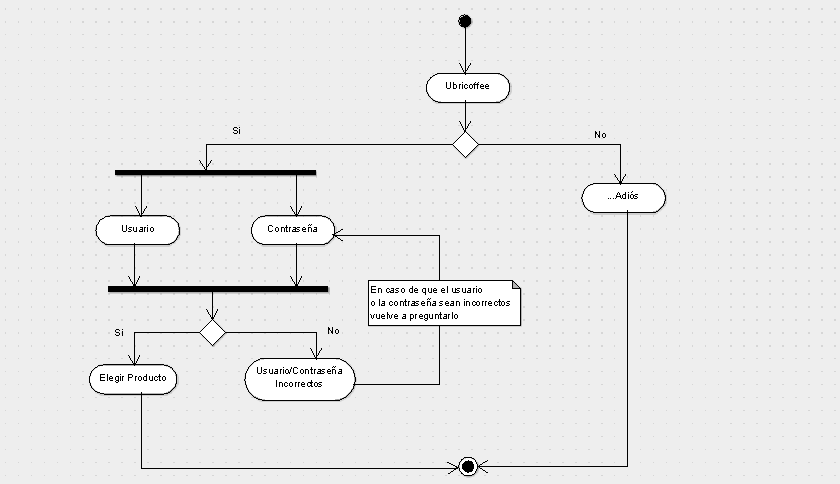 Ubricoffee
Si
No
...Adiós
Usuario
Contraseña
En caso de que el usuario
o la contraseña sean incorrectos
vuelve a preguntarlo
Si
No
Elegir Producto
Usuario/Contraseña
Incorrectos